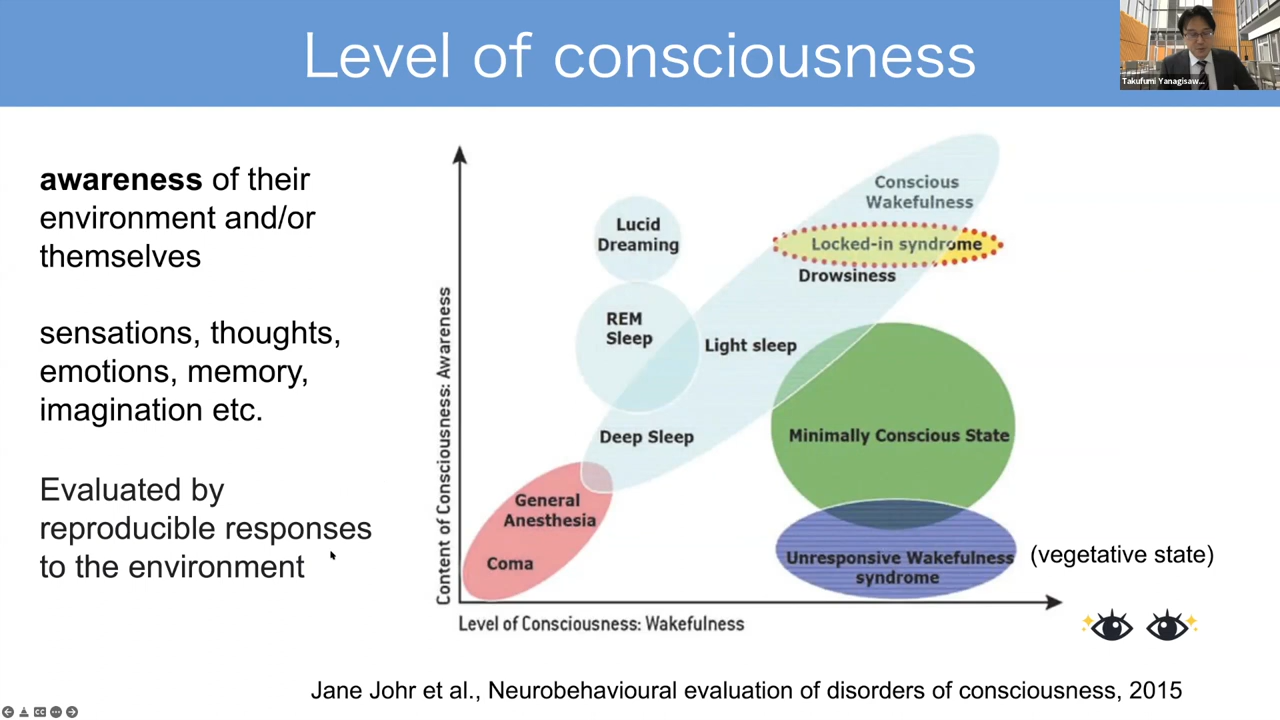 Level of consciousness
Takufumi Yanagisaw...
awareness of their
environment and/or
themselves
sensations, thoughts,
emotions, memory,
imagination etc.
Evaluated by
reproducible responses
to the environment
Content of Consciousness: Awareness
Conscious
Wakefulness
Lucid
Dreaming
Locked-in syndrome
Drowsiness
REM
Sleep
Light sleep
Deep Sleep
Minimally Conscious State
General
Anesthesia
Coma
Unresponsive Wakefulness
syndrome
(vegetative state)
Level of Consciousness: Wakefulness
Jane Johr et al., Neurobehavioural evaluation of disorders of consciousness, 2015
CC